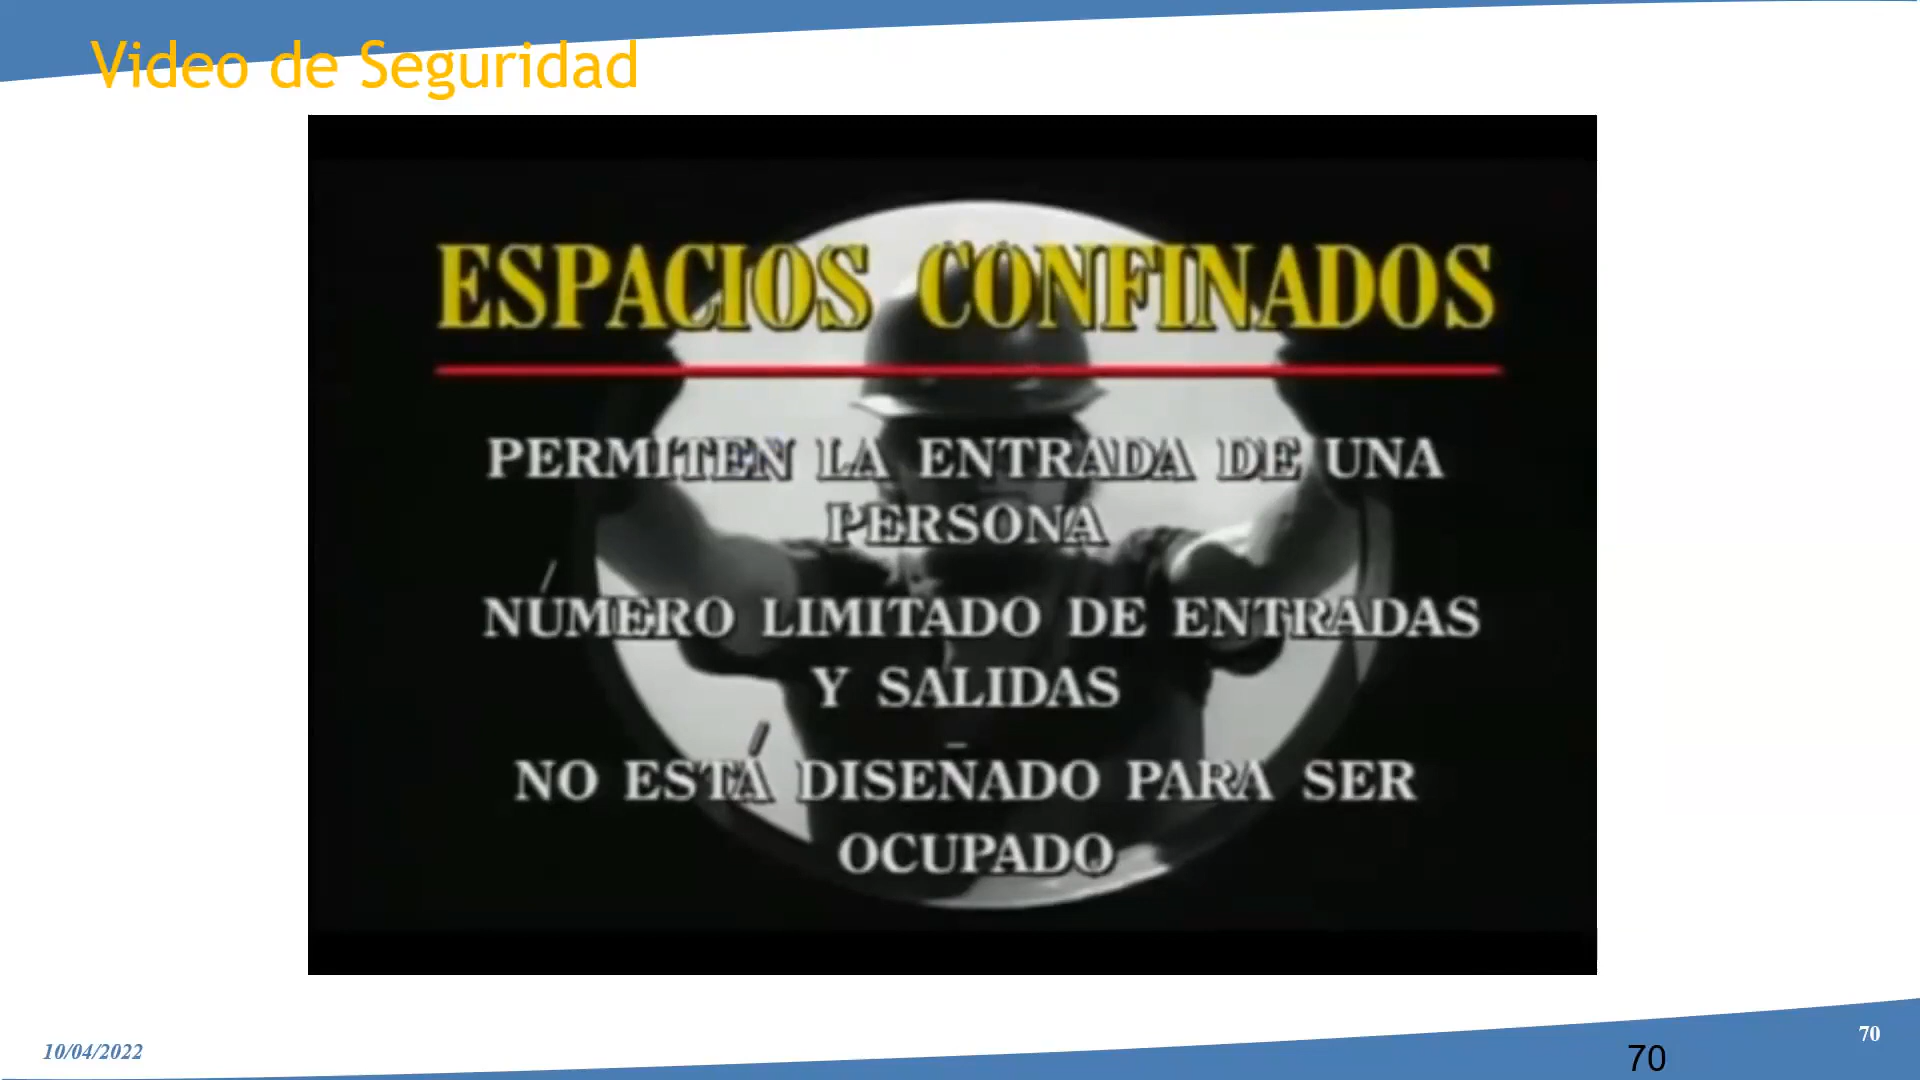 Video de Seguridad
ESPACIOS CONFINADOS
PERMITEN LA ENTRADA DE UNA
PERSONA
NÚMERO LIMITADO DE ENTRADAS
Y SALIDAS
NO ESTÁ DISEÑADO PARA SER
OCUPADO
10/04/2022
70
70